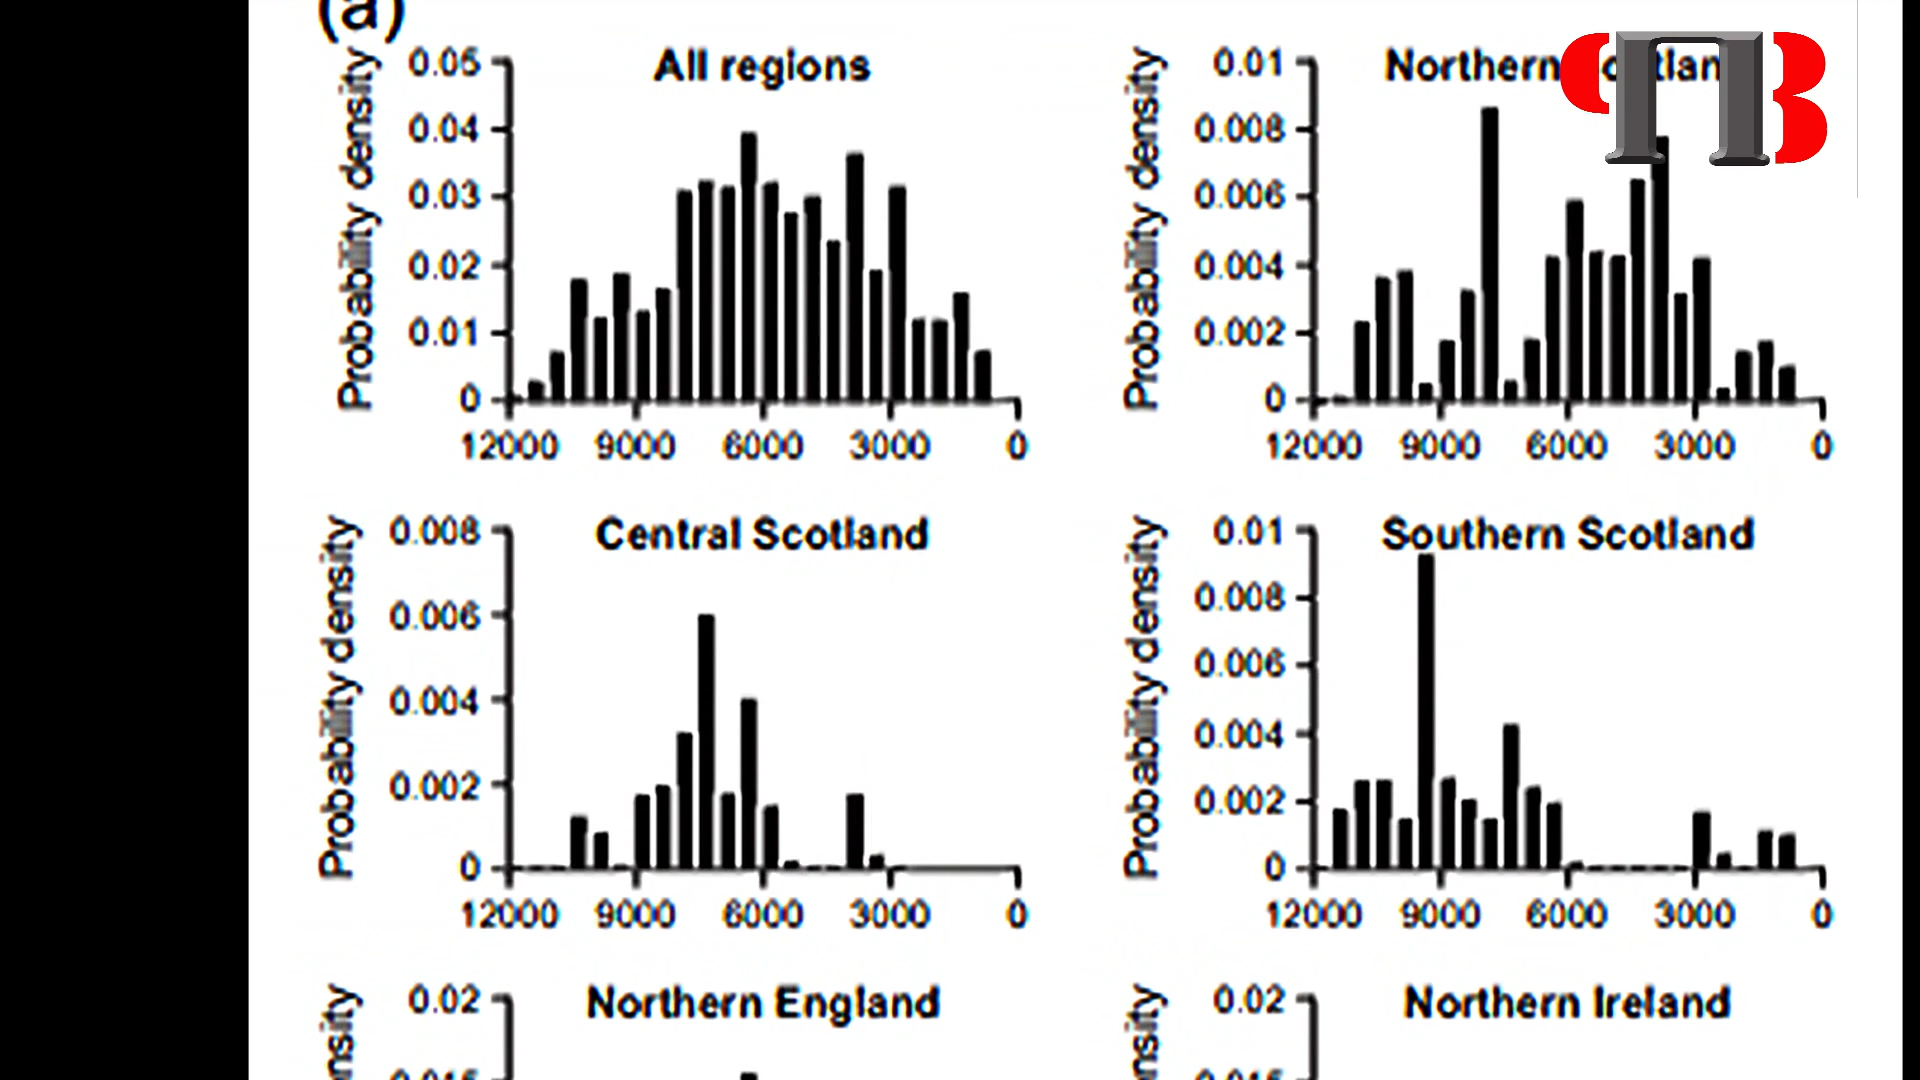 (a)
All regions
Probability density
0.05
0.04
0.03
0.02
0.01
0
12000 9000 6000 3000 0
Northern
Probability density
0.01
0.008
0.006
0.004
0.002
0
12000 9000 6000 3000 0
Central Scotland
Probability density
0.008
0.006
0.004
0.002
0
12000 9000 6000 3000 0
Southern Scotland
Probability density
0.01
0.008
0.006
0.004
0.002
0
12000 9000 6000 3000 0
Northern England
0.02
Northern Ireland
0.02